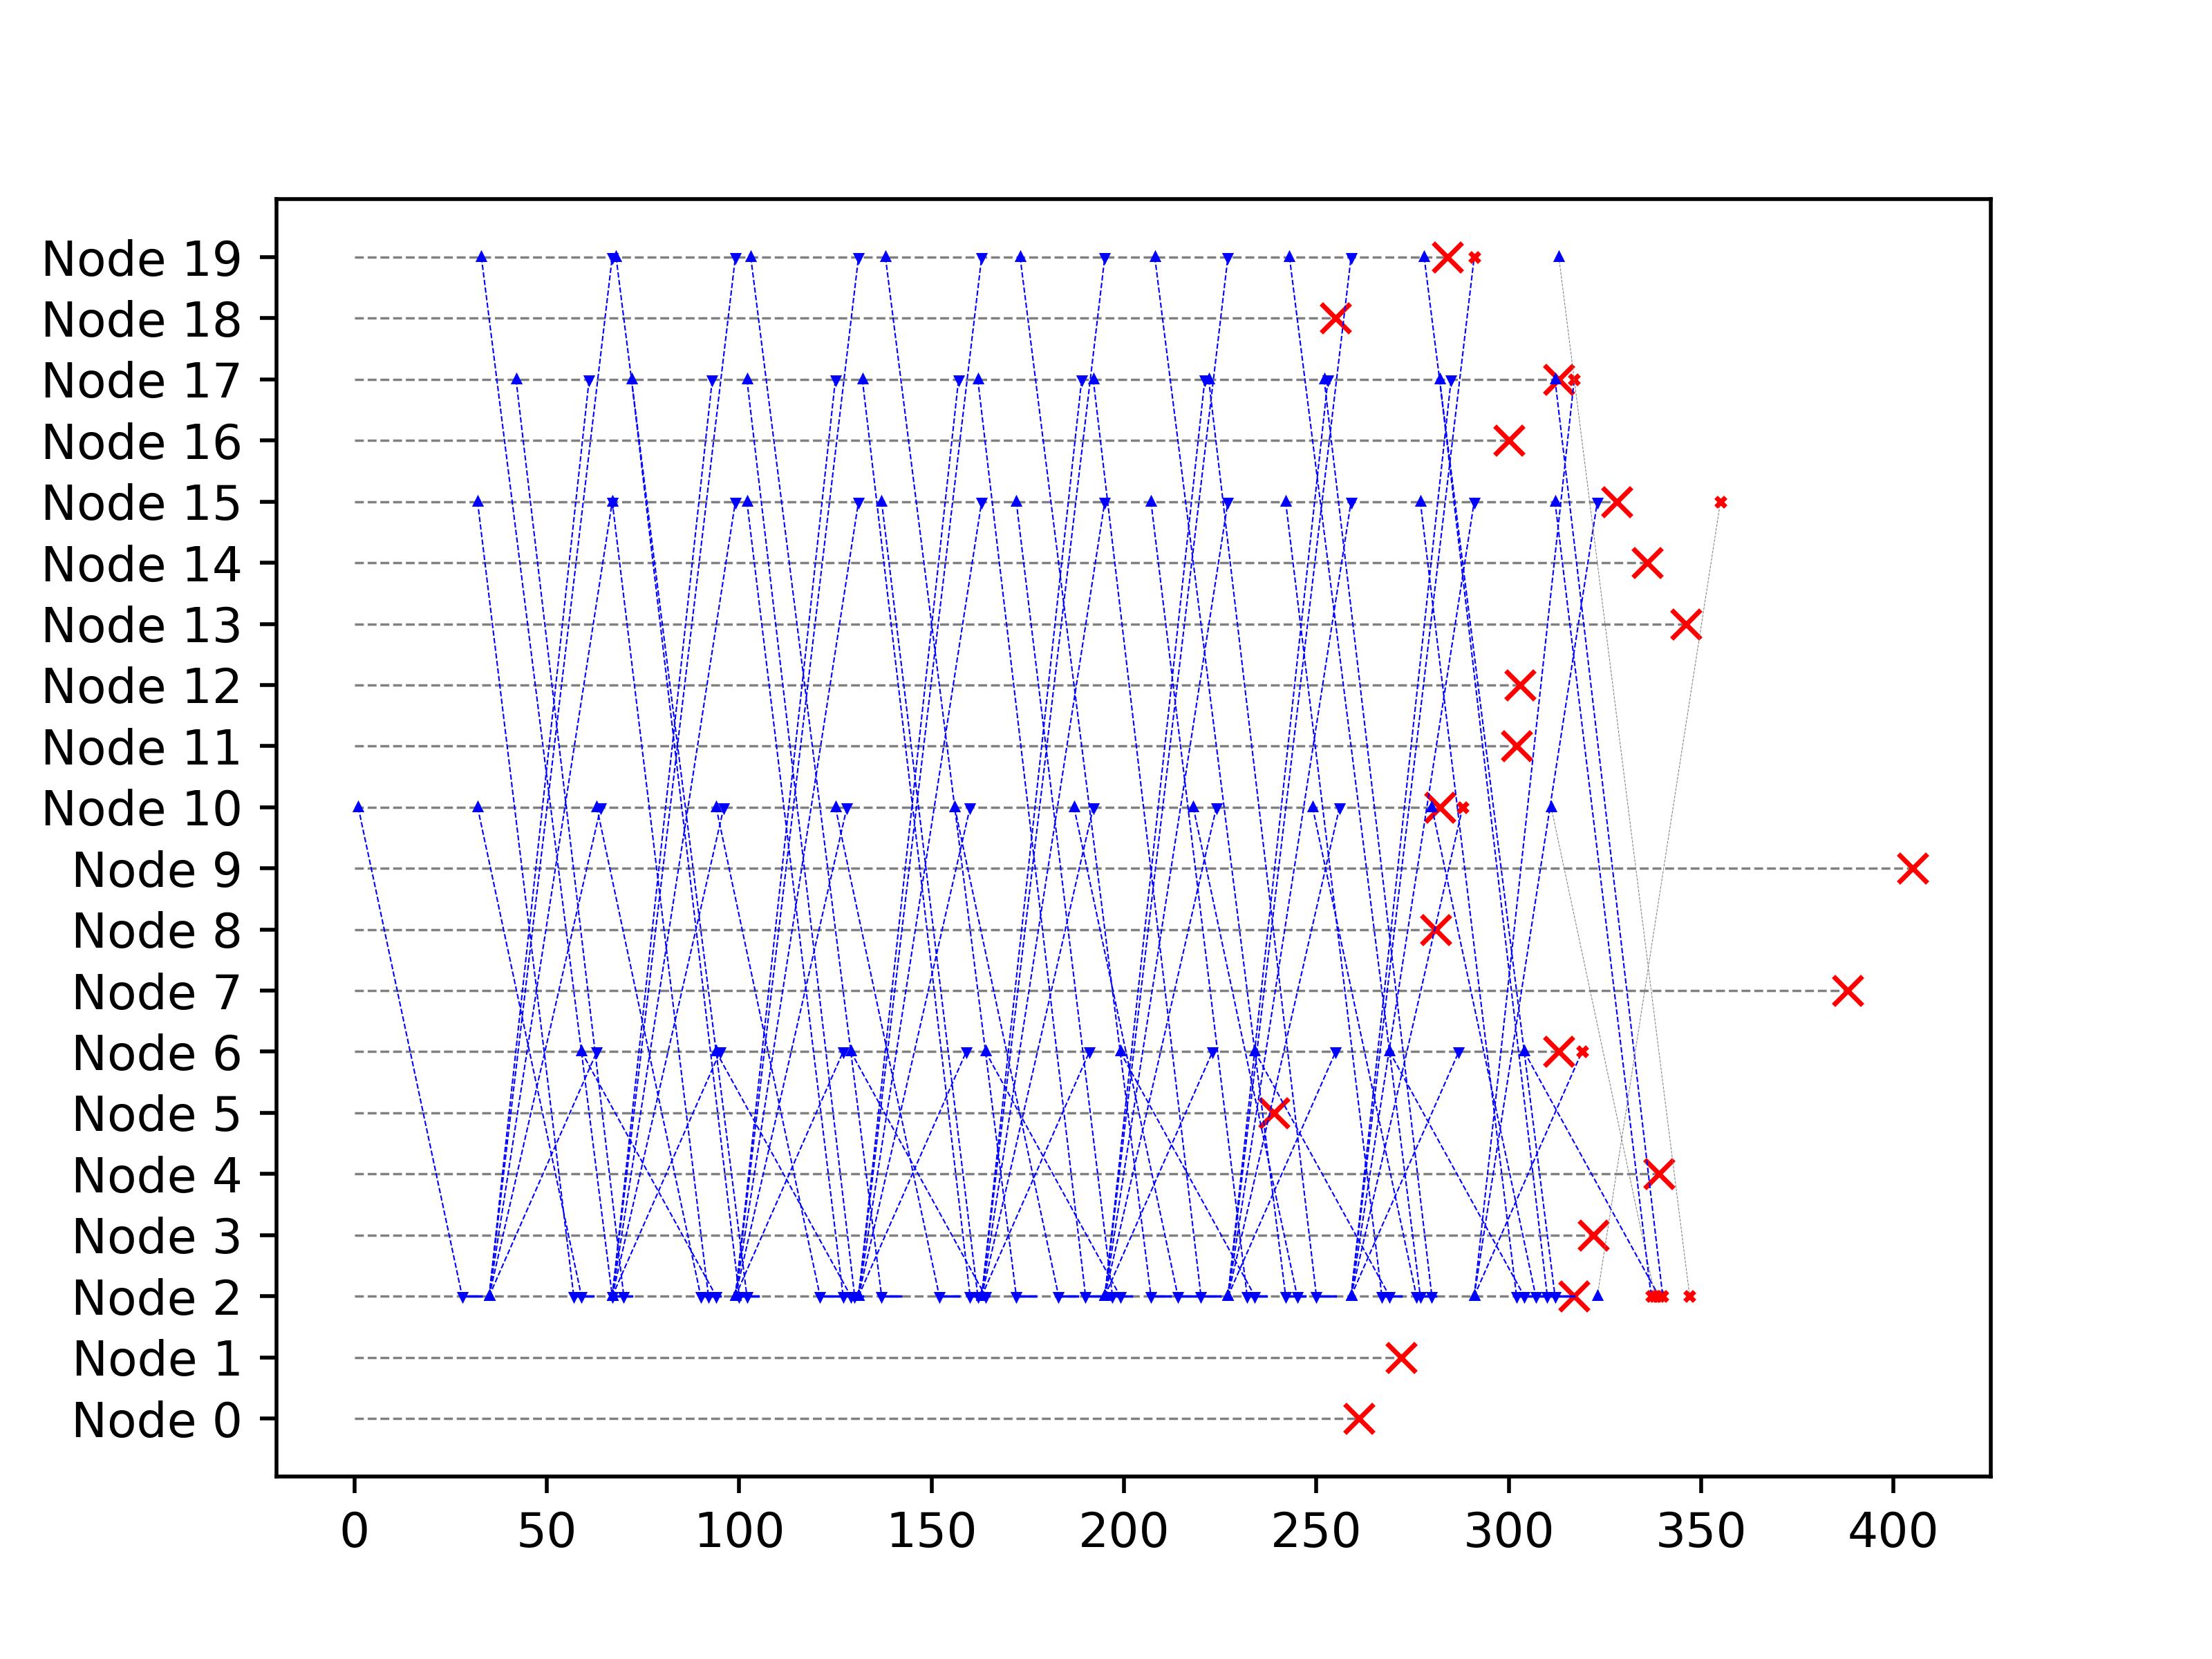 Node 19
Node 18
Node 17
Node 16
Node 15
Node 14
Node 13
Node 12
Node 11
Node 10
Node 9
Node 8
Node 7
Node 6
Node 5
Node 4
Node 3
Node 2
Node 1
Node 0
0 50 100 150 200 250 300 350 400